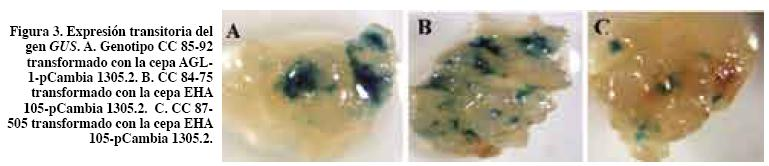 Figura 3. Expresión transitoria del
gen GUS. A. Genotipo CC 85-92
transformado con la cepa AGL-
1-pCambia 1305.2. B. CC 84-75
transformado con la cepa EHA
105-pCambia 1305.2. C. CC 87-
505 transformado con la cepa EHA
105-pCambia 1305.2.
A
B
C